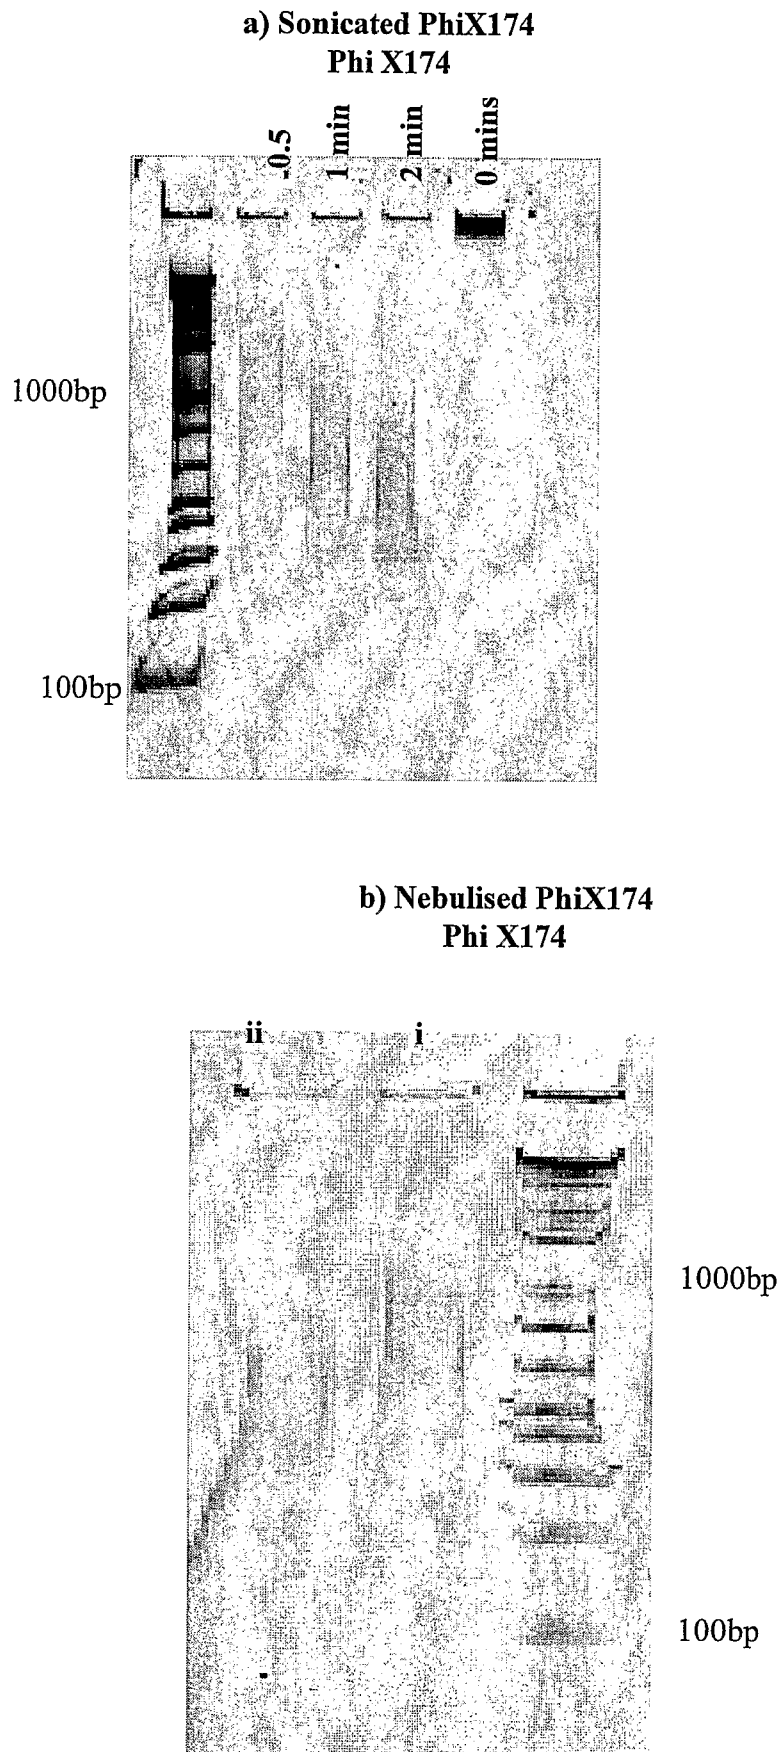 a) Sonicated PhiX174
Phi X174
0.5
1 min
2 min
0 mins
1000bp
100bp
b) Nebulised PhiX174
Phi X174
ii
i
1000bp
100bp